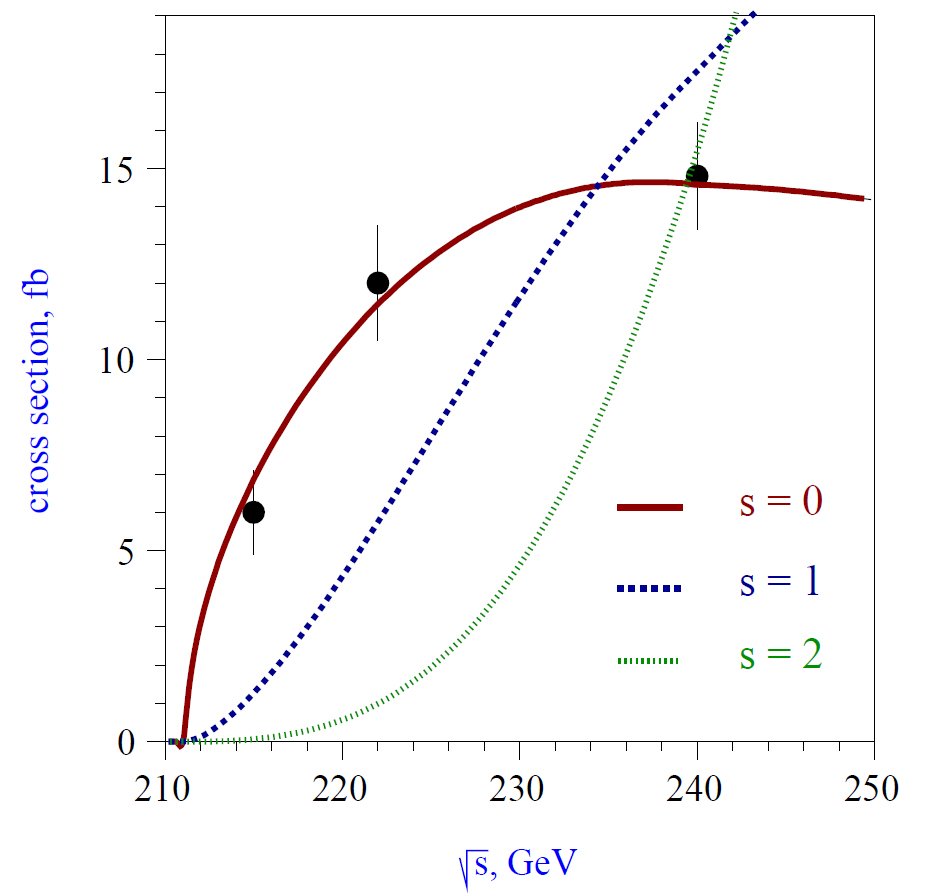 15
10
5
0
210 220 230 240 250
cross section, fb
√s, GeV
s = 0
s = 1
s = 2